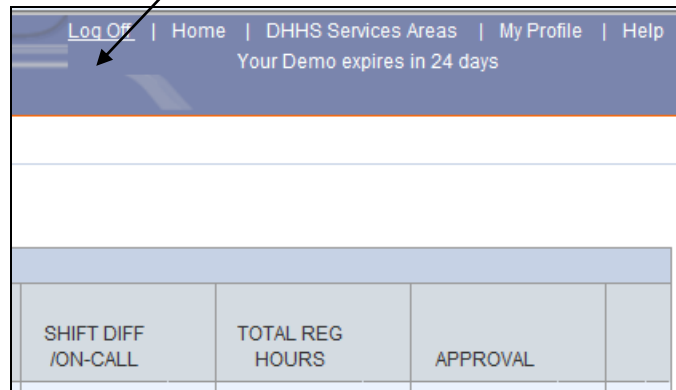 Log Off | Home | DHHS Services Areas | My Profile | Help
Your Demo expires in 24 days
SHIFT DIFF
/ON-CALL
TOTAL REG
HOURS
APPROVAL